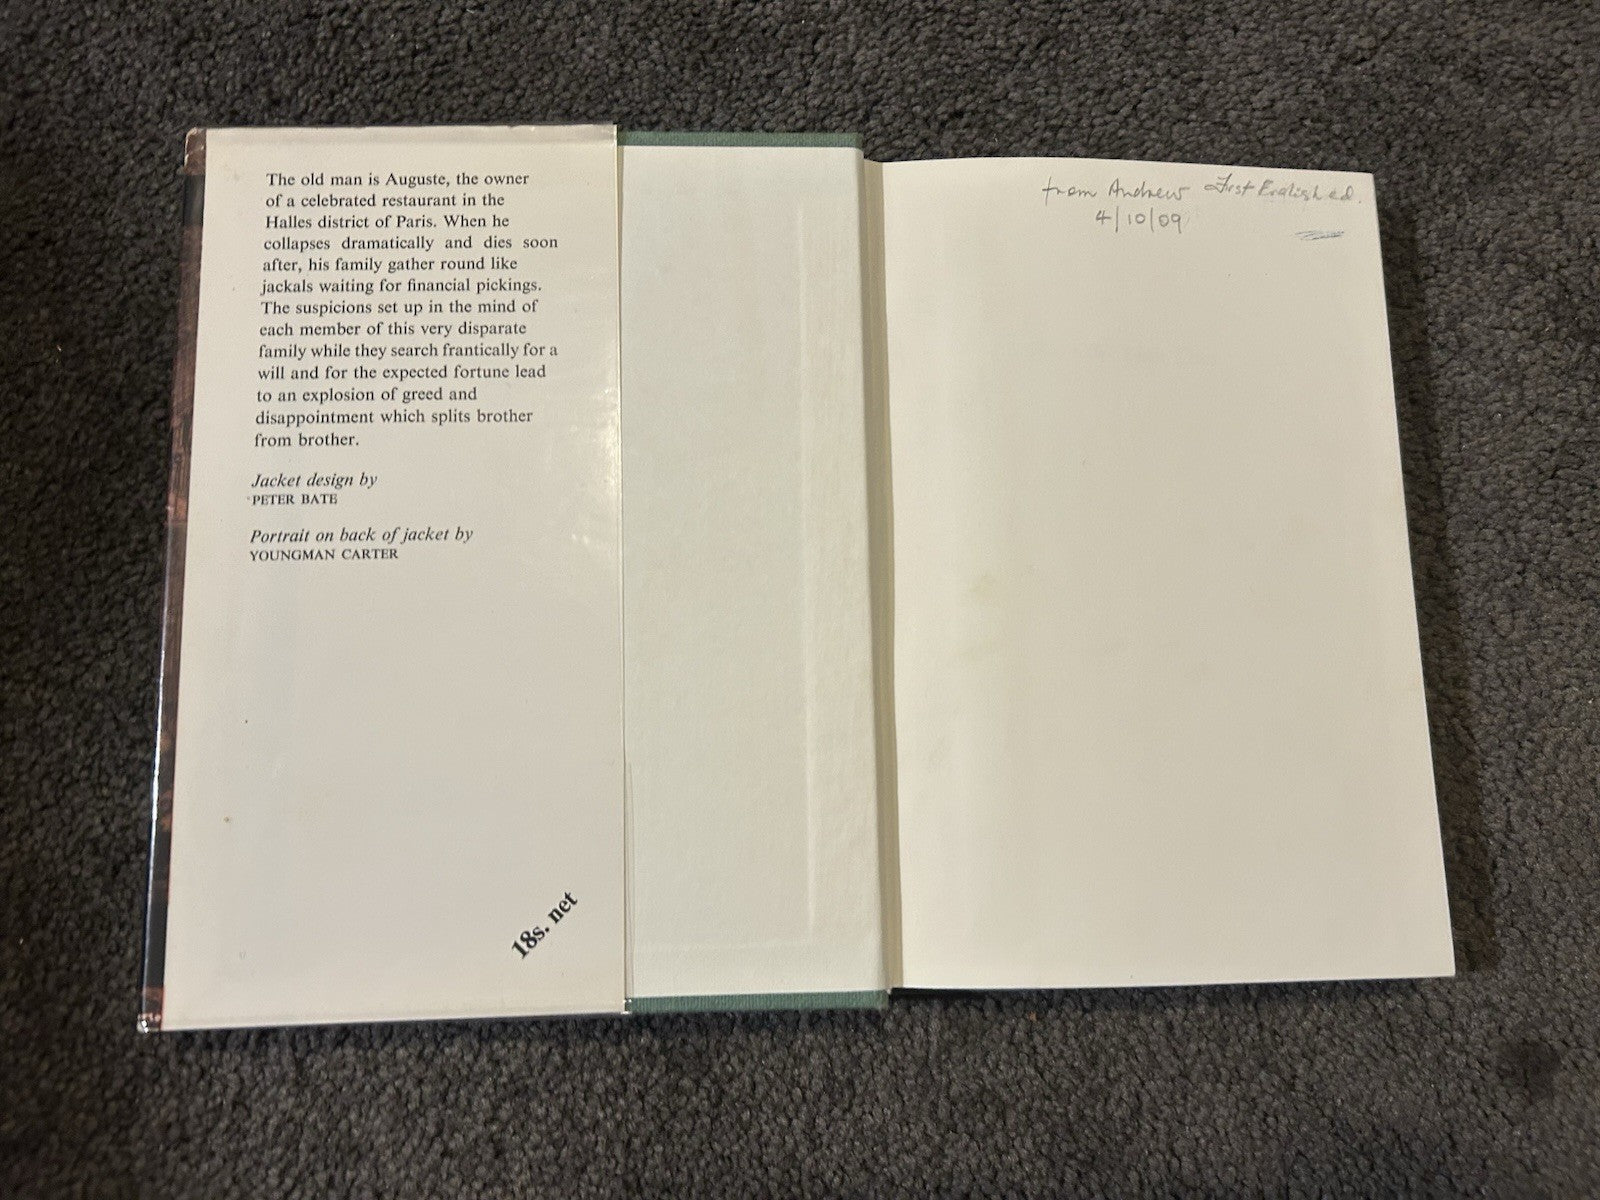 The old man is Auguste, the owner
of a celebrated restaurant in the
Halles district of Paris. When he
collapses dramatically and dies soon
after, his family gather round like
jackals waiting for financial pickings.
The suspicions set up in the mind of
each member of this very disparate
family while they search frantically for a
will and for the expected fortune lead
to an explosion of greed and
disappointment which splits brother
from brother.
Jacket design by
PETER BATE
Portrait on back of jacket by
YOUNGMAN CARTER
18s. net
from Andrew
4/10/09
First English ed.